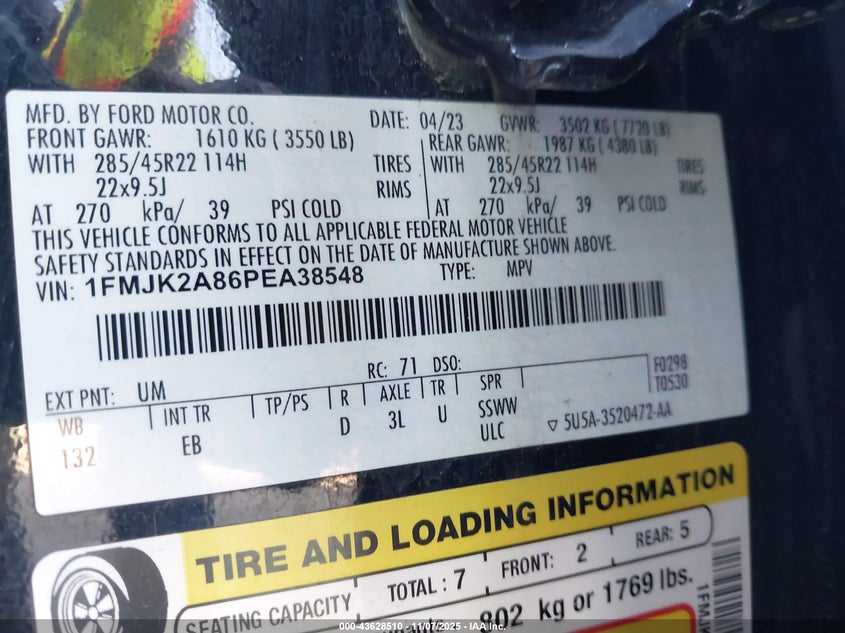 MFD. BY FORD MOTOR CO. DATE: 04/23 GVWR: 3502 KG ( 7720 LB)
FRONT GAWR: 1610 KG ( 3550 LB) REAR GAWR: 1987 KG ( 4380 LB)
WITH 285/45R22 114H TIRES WITH 285/45R22 114H TIRES
22x9.5J RIMS 22x9.5J RIMS
AT 270 kPa/ 39 PSI COLD AT 270 kPa/ 39 PSI COLD
THIS VEHICLE CONFORMS TO ALL APPLICABLE FEDERAL MOTOR VEHICLE
SAFETY STANDARDS IN EFFECT ON THE DATE OF MANUFACTURE SHOWN ABOVE.
VIN: 1FMJK2A86PEA38548 TYPE: MPV
EXT PNT: UM RC: 71 DSO: F0298
T0530
WB INT TR TP/PS R AXLE TR SPR
132 EB D 3L U SSWW
ULC
5U5A-3520472-AA
TIRE AND LOADING INFORMATION
SEATING CAPACITY TOTAL : 7 FRONT: 2 REAR: 5
802 kg or 1769 lbs.
000-43628510 - 11/07/2025 - IAA Inc.